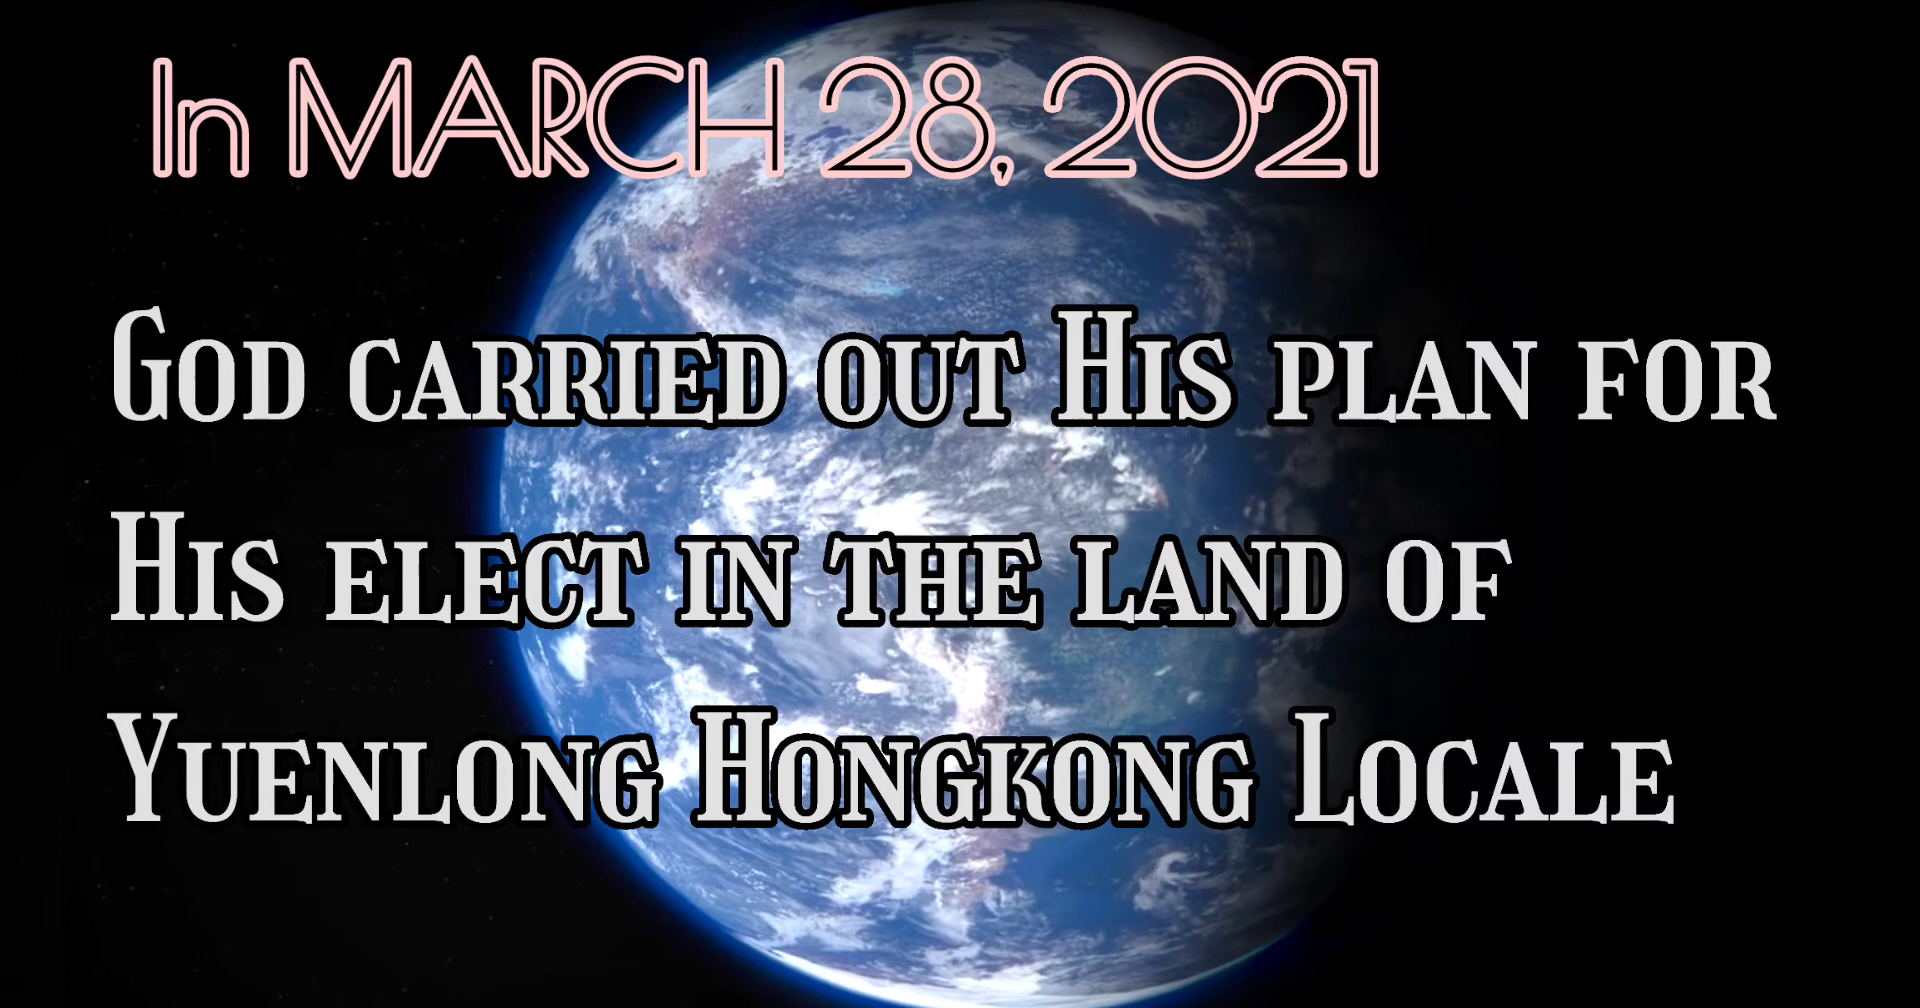 In MARCH 28, 2021
God carried out His plan for
His elect in the land of
Yuenlong Hongkong Locale